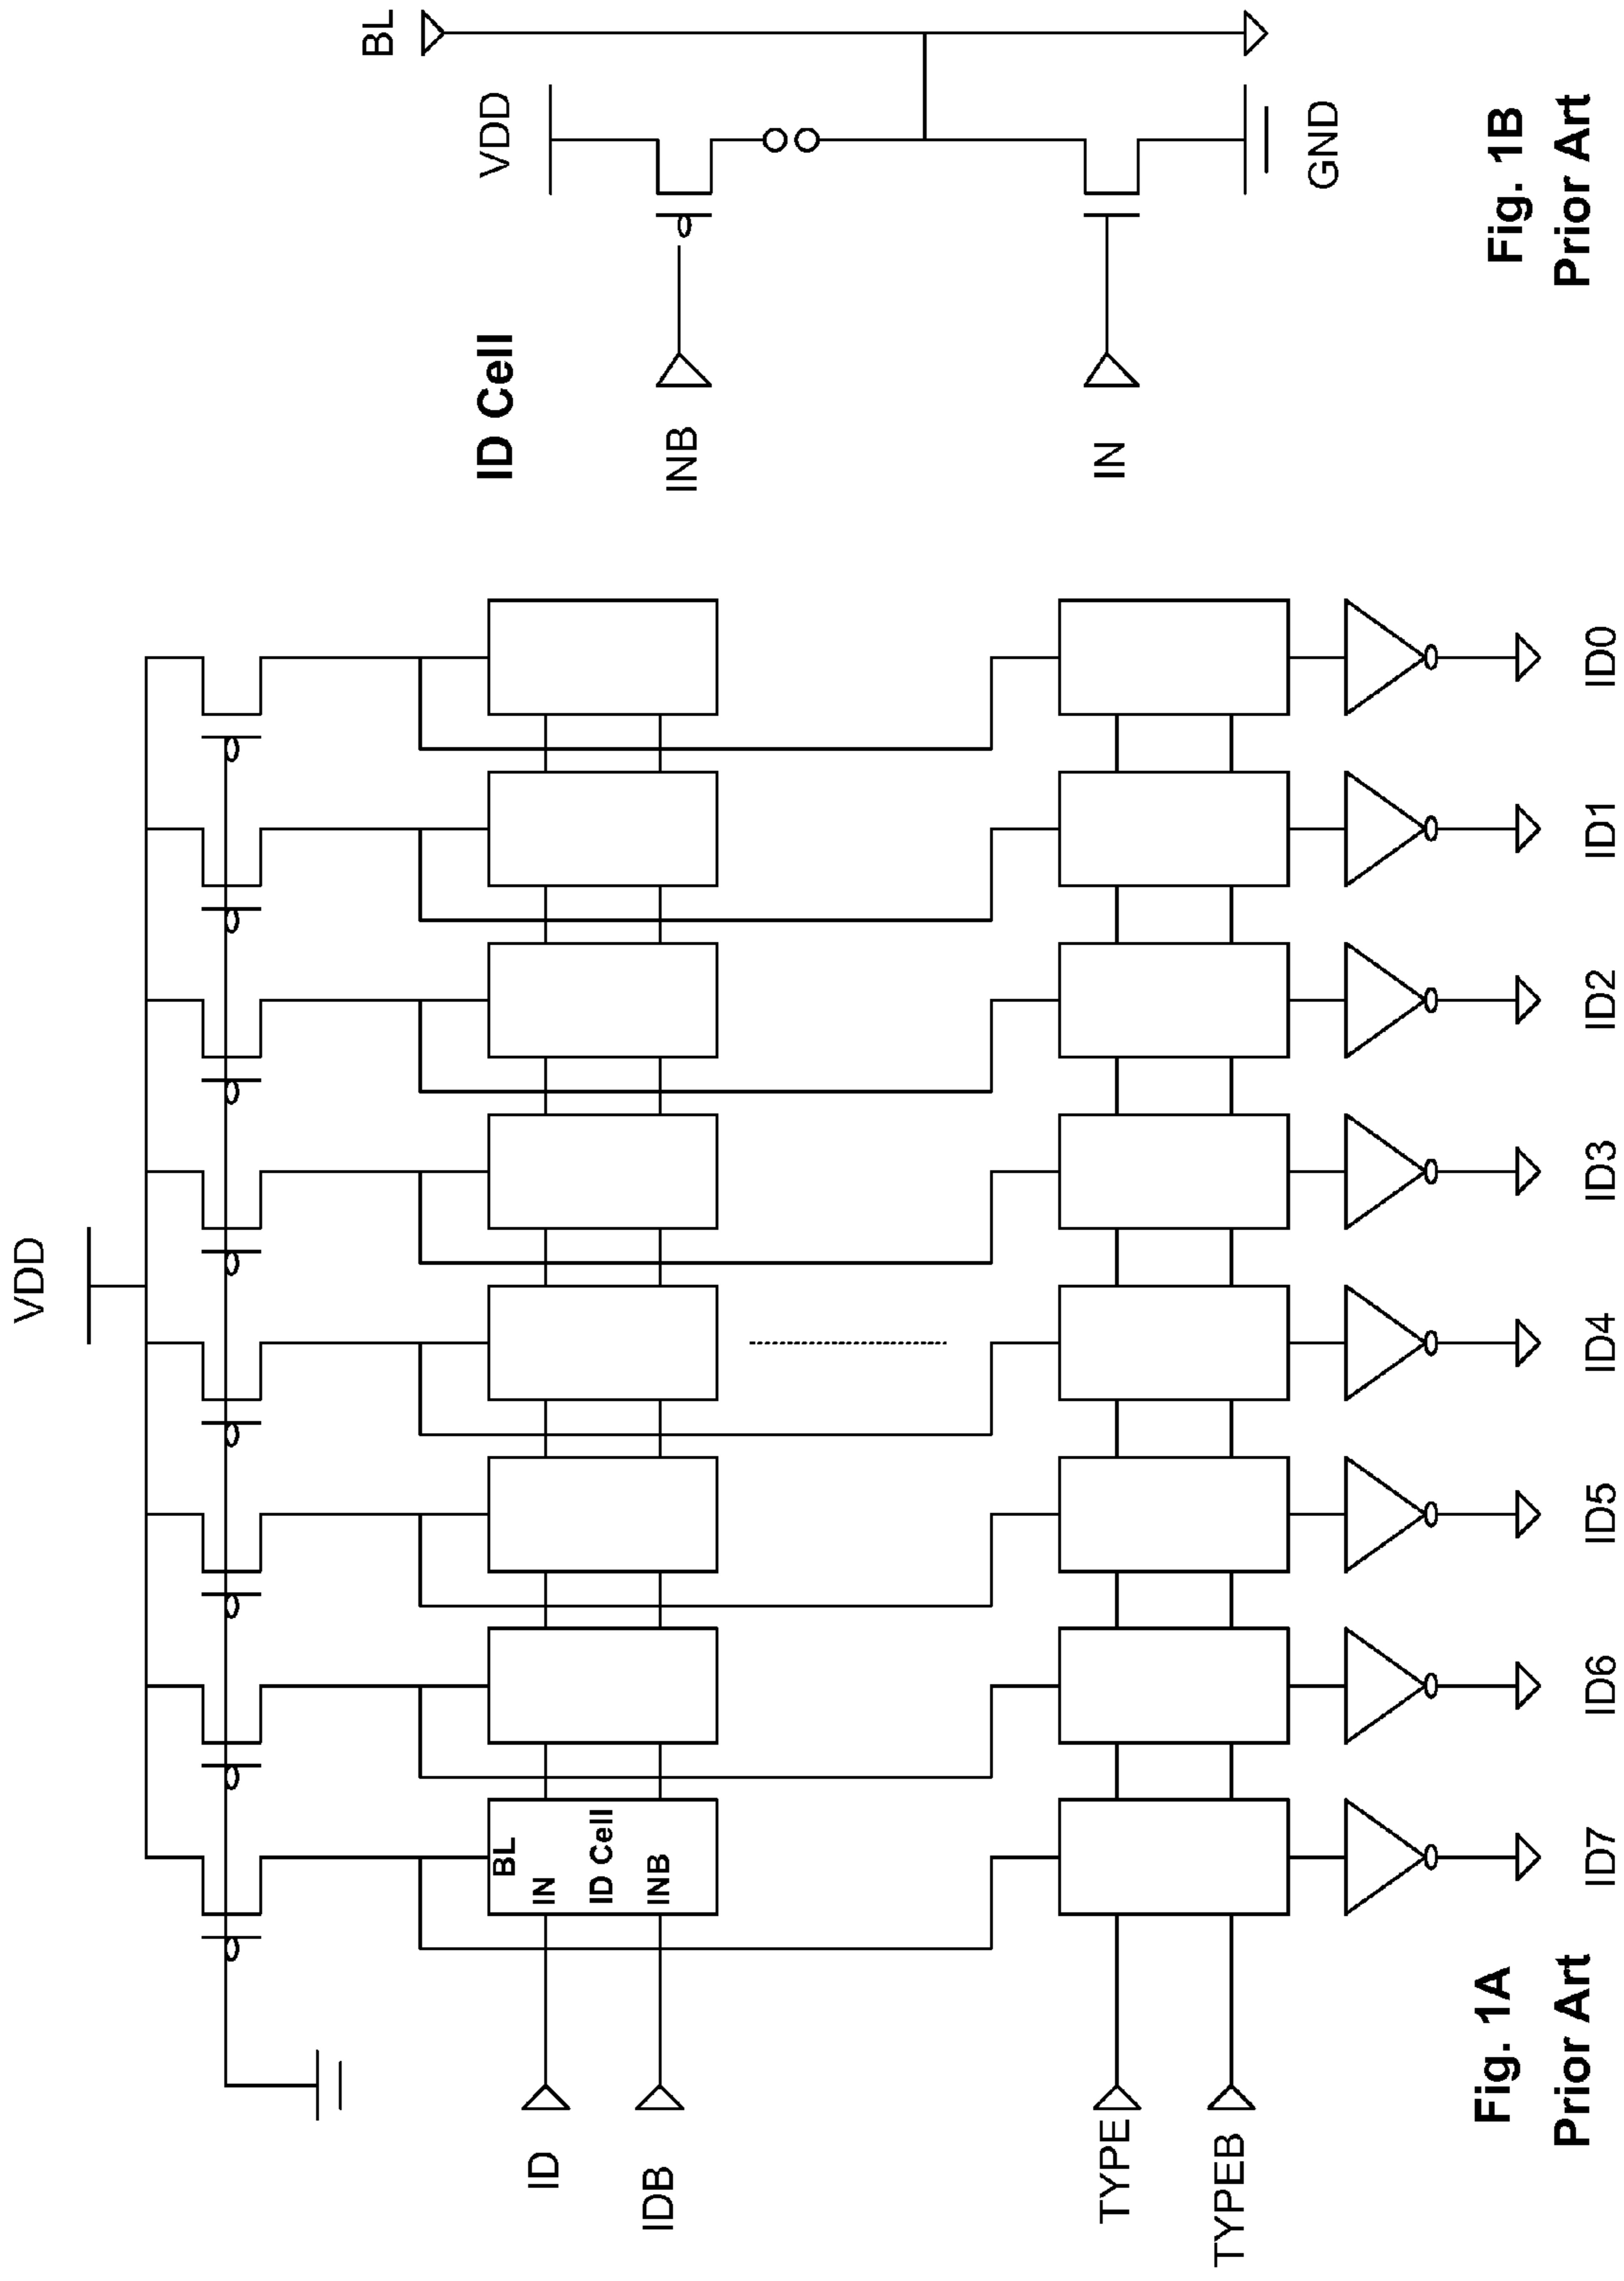 VDD
ID
IDB
BL
IN
ID Cell
INB
TYPE
TYPEB
ID7
ID6
ID5
ID4
ID3
ID2
ID1
ID0
Fig. 1A
Prior Art
ID Cell
BL
VDD
INB
IN
GND
Fig. 1B
Prior Art